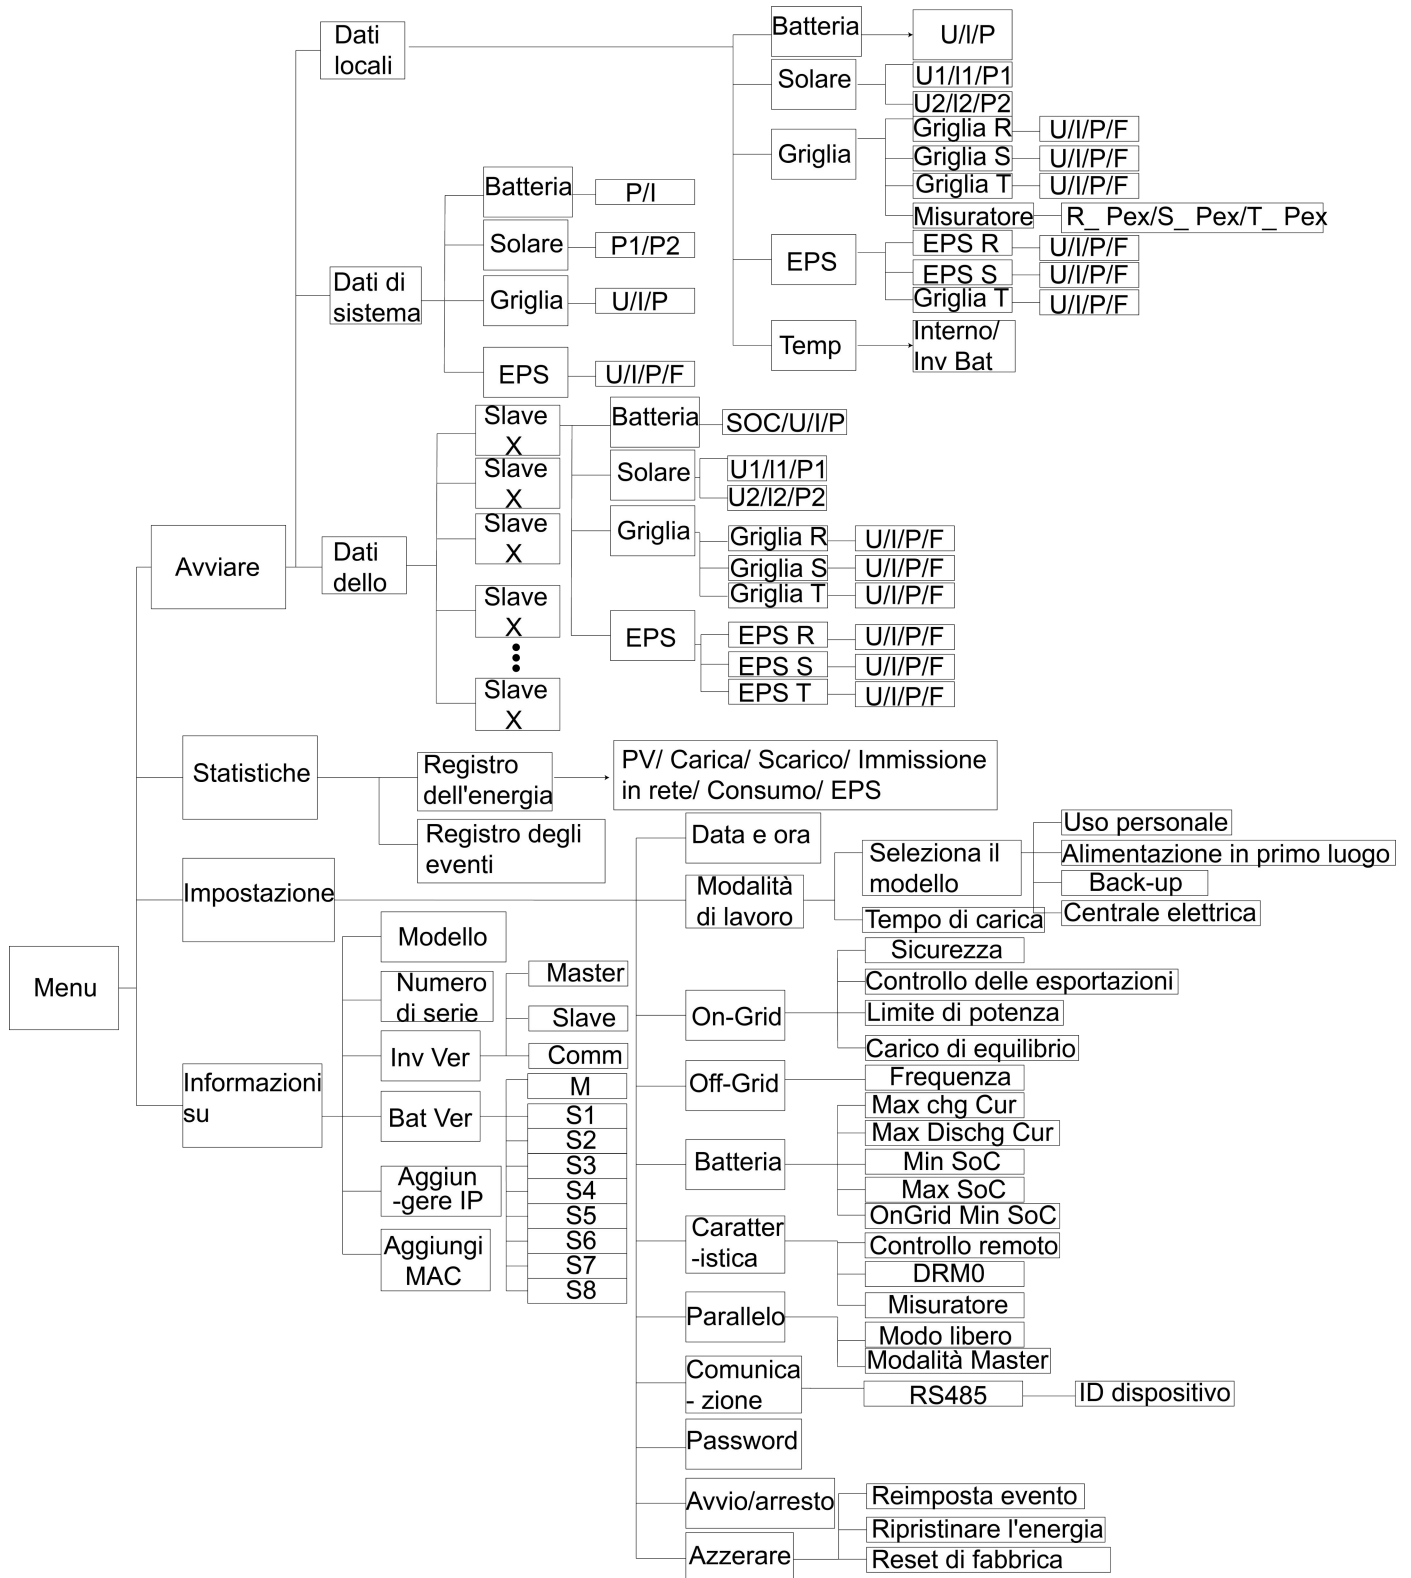 Menu
Avviare
Dati
locali
Batteria
U/I/P
Solare
U1/I1/P1
U2/I2/P2
Griglia
Griglia R
U/I/P/F
Griglia S
U/I/P/F
Griglia T
U/I/P/F
Misuratore
R_ Pex/S_ Pex/T_ Pex
EPS
EPS R
U/I/P/F
EPS S
U/I/P/F
Griglia T
U/I/P/F
Temp
Interno/
Inv Bat
Dati di
sistema
Batteria
P/I
Solare
P1/P2
Griglia
U/I/P
EPS
U/I/P/F
Dati
dello
Slave
X
Slave
X
Slave
X
Slave
X
Slave
X
Batteria
SOC/U/I/P
Solare
U1/I1/P1
U2/I2/P2
Griglia
Griglia R
U/I/P/F
Griglia S
U/I/P/F
Griglia T
U/I/P/F
EPS
EPS R
U/I/P/F
EPS S
U/I/P/F
EPS T
U/I/P/F
Statistiche
Registro
dell'energia
PV/ Carica/ Scarico/ Immissione
in rete/ Consumo/ EPS
Registro degli
eventi
Impostazione
Data e ora
Modalità
di lavoro
Seleziona il
modello
Uso personale
Alimentazione in primo luogo
Back-up
Centrale elettrica
Tempo di carica
On-Grid
Sicurezza
Controllo delle esportazioni
Limite di potenza
Carico di equilibrio
Off-Grid
Frequenza
Batteria
Max chg Cur
Max Dischg Cur
Min SoC
Max SoC
OnGrid Min SoC
Caratter
-istica
Controllo remoto
DRM0
Misuratore
Parallelo
Modo libero
Modalità Master
Comunica
- zione
RS485
ID dispositivo
Password
Avvio/arresto
Azzerare
Reimposta evento
Ripristinare l'energia
Reset di fabbrica
Informazioni
su
Modello
Numero
di serie
Inv Ver
Master
Slave
Comm
Bat Ver
M
S1
S2
S3
S4
S5
S6
S7
S8
Aggiun
-gere IP
Aggiungi
MAC